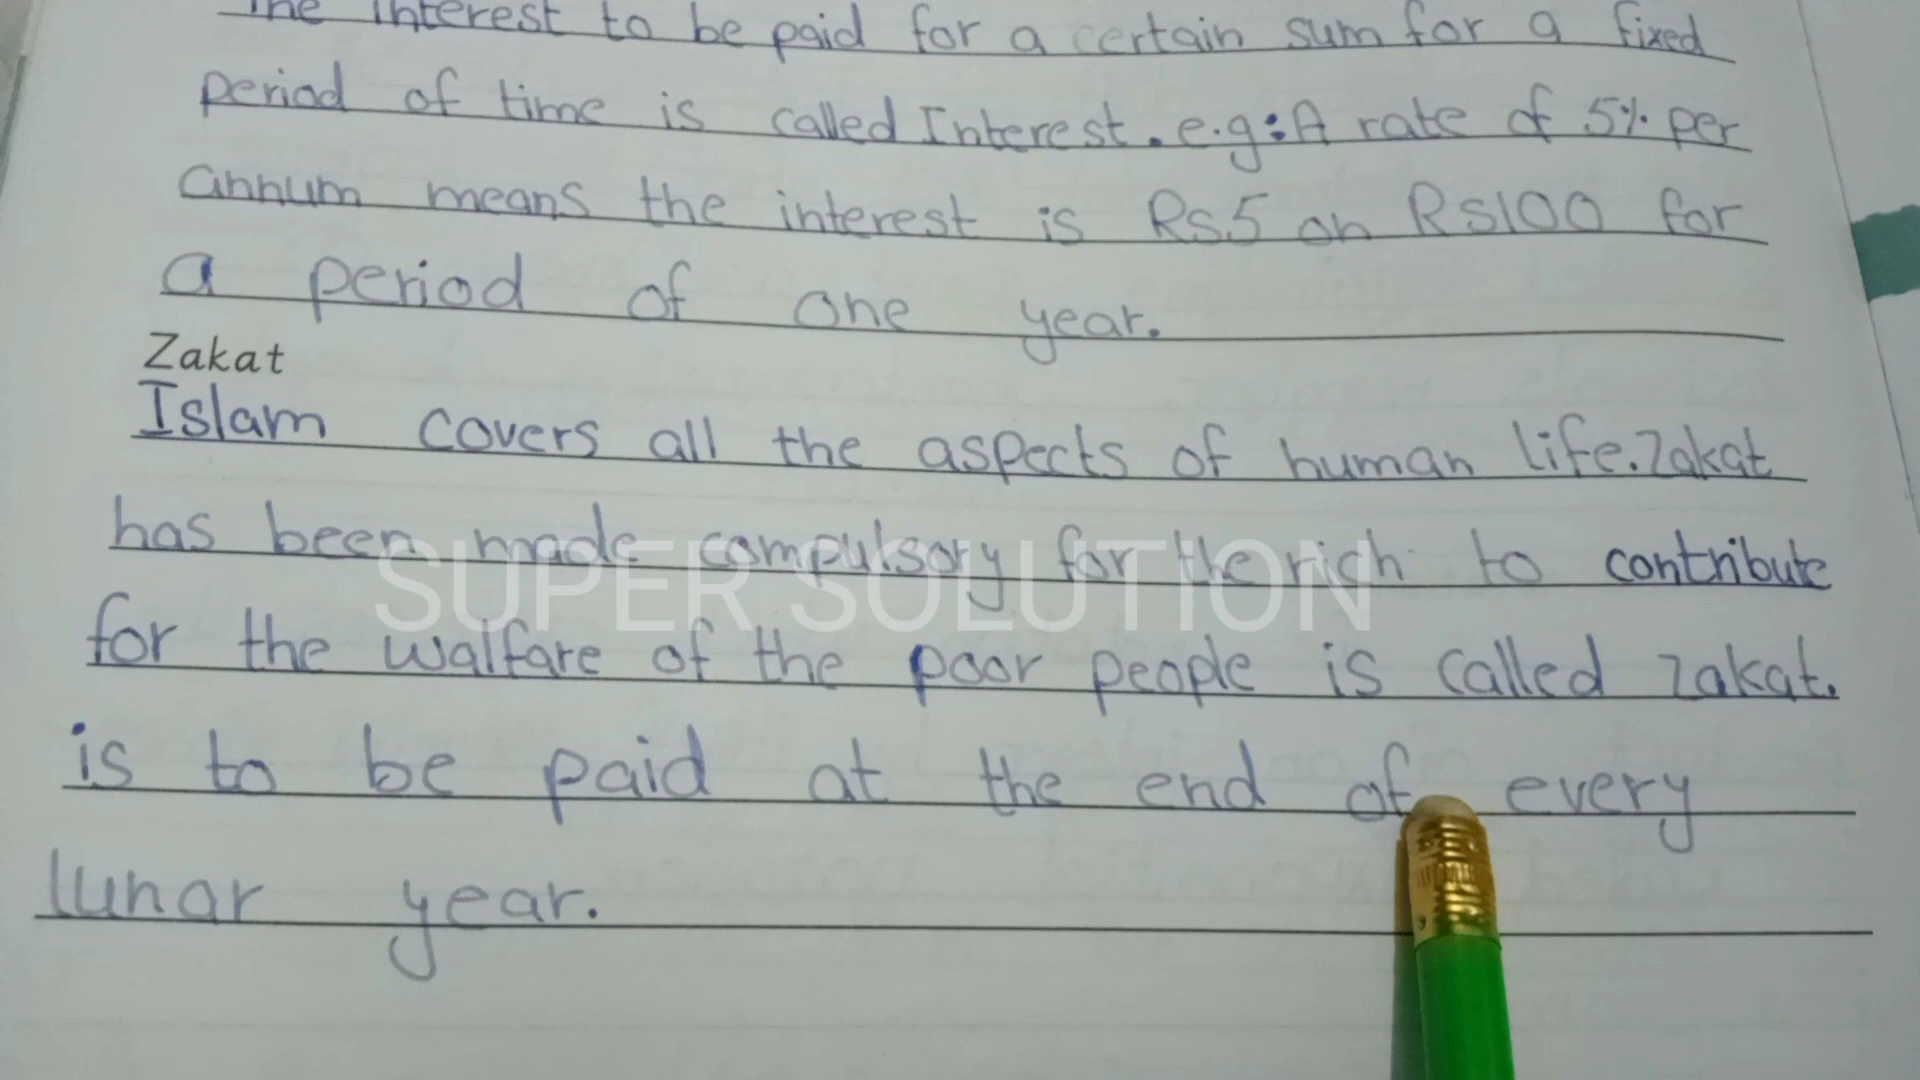 The interest to be paid for a certain sum for a fixed
period of time is called Interest. e.g:A rate of 5% per
annum means the interest is Rs.5 on RS100 for
a period of one year.
Zakat
Islam covers all the aspects of human life. Zakat
has been made compulsory for the rich to contribute
for the walfare of the poor people is called zakat.
is to be paid at the end of every
lunar year.
SUPER SOLUTION